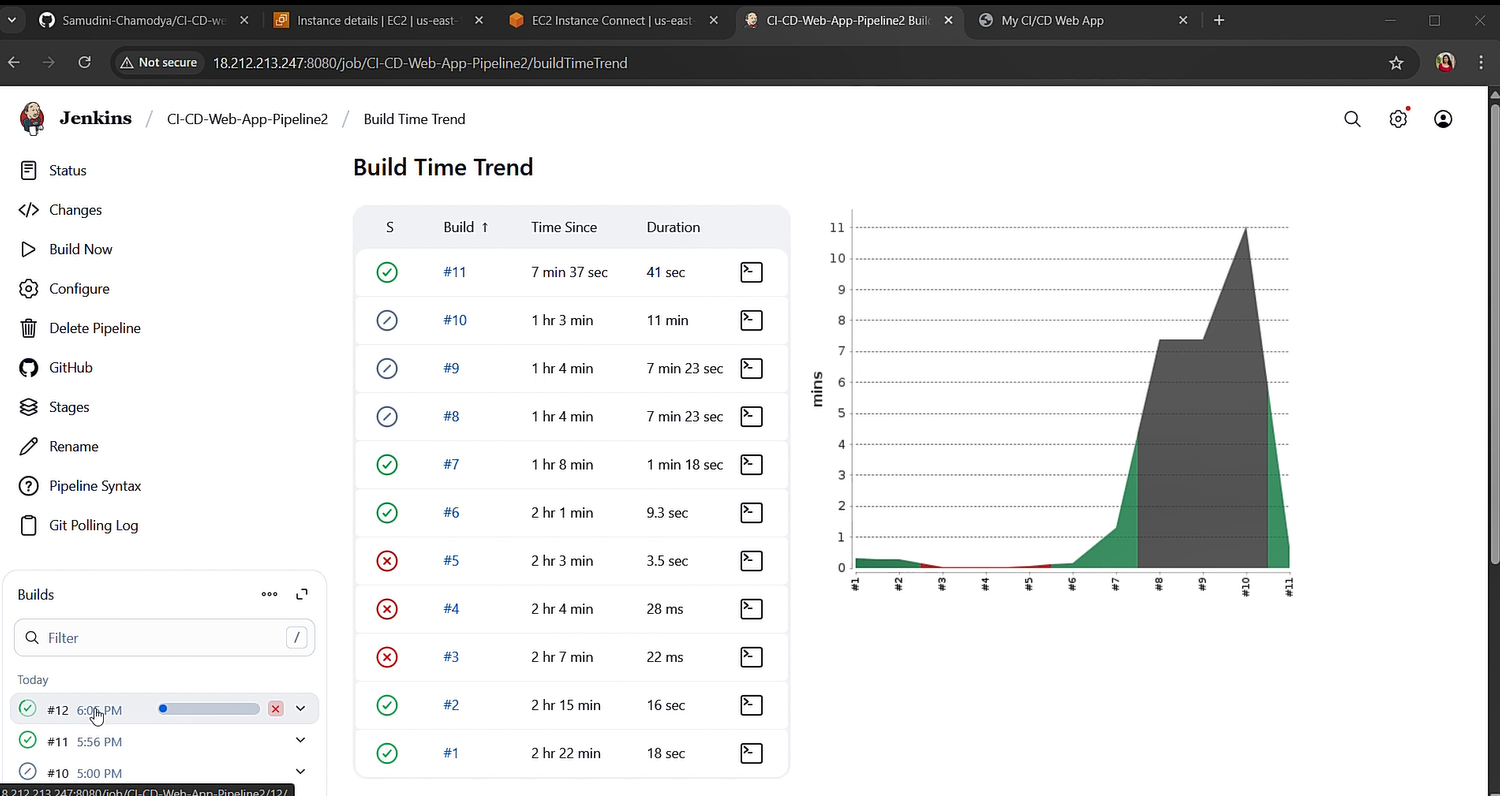 Samudini-Chamodya/CI-CD-we
Instance details | EC2 | us-east-
EC2 Instance Connect | us-east-
CI-CD-Web-App-Pipeline2 Buil
My CI/CD Web App
Not secure
18.212.213.247:8080/job/CI-CD-Web-App-Pipeline2/buildTimeTrend
Jenkins / CI-CD-Web-App-Pipeline2 / Build Time Trend
Status
Changes
Build Now
Configure
Delete Pipeline
GitHub
Stages
Rename
Pipeline Syntax
Git Polling Log
Builds
Filter /
Today
#12 6:05 PM
#11 5:56 PM
#10 5:00 PM
8.212.213.247:8080/job/CI-CD-Web-App-Pipeline2/12/
Build Time Trend
S Build ↑ Time Since Duration
#11 7 min 37 sec 41 sec
#10 1 hr 3 min 11 min
#9 1 hr 4 min 7 min 23 sec
#8 1 hr 4 min 7 min 23 sec
#7 1 hr 8 min 1 min 18 sec
#6 2 hr 1 min 9.3 sec
#5 2 hr 3 min 3.5 sec
#4 2 hr 4 min 28 ms
#3 2 hr 7 min 22 ms
#2 2 hr 15 min 16 sec
#1 2 hr 22 min 18 sec
mins
11
10
9
8
7
6
5
4
3
2
1
0
#1 #2 #3 #4 #5 #6 #7 #8 #9 #10 #11